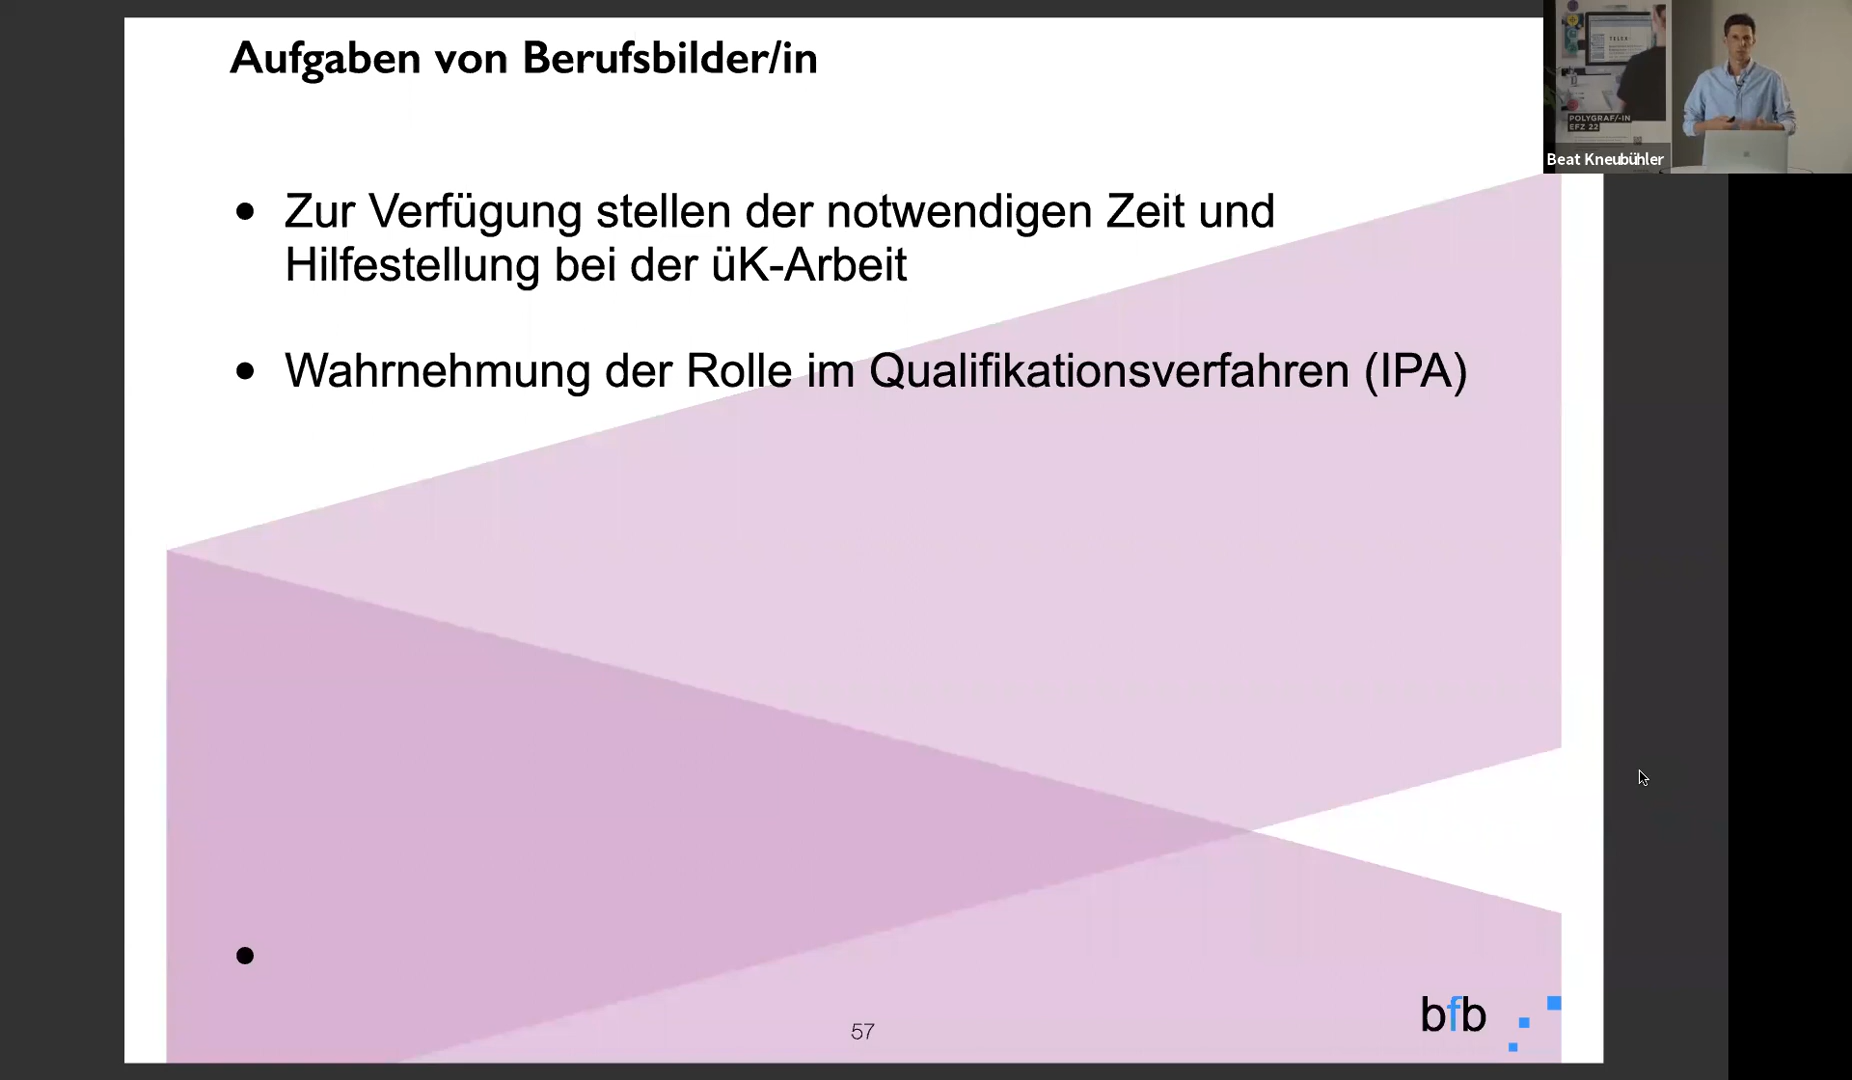 Aufgaben von Berufsbilder/in
• Zur Verfügung stellen der notwendigen Zeit und
Hilfestellung bei der üK-Arbeit
• Wahrnehmung der Rolle im Qualifikationsverfahren (IPA)
•
57
bfb
TELEX
POLYGRAF/-IN
EFZ 22
Beat Kneubühler